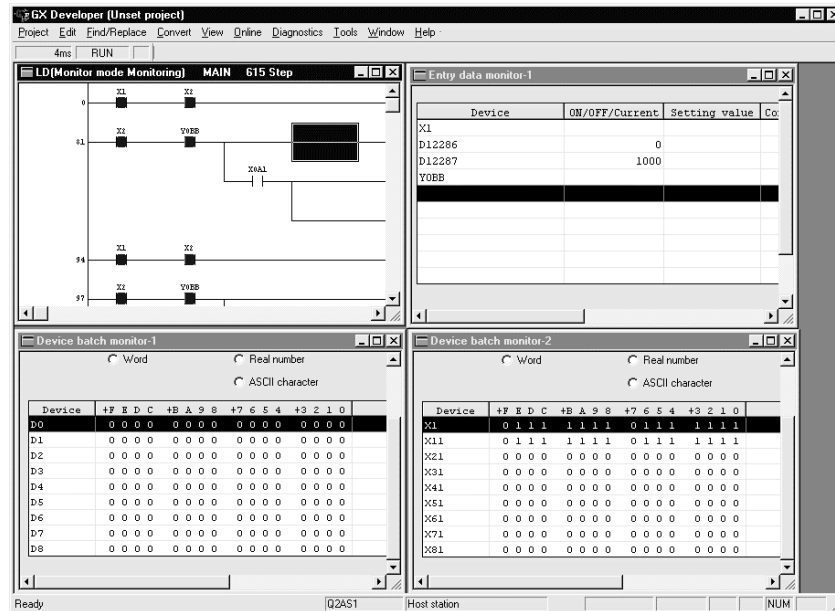 GX Developer (Unset project)
Project Edit Find/Replace Convert View Online Diagnostics Tools Window Help
4ms RUN
LD(Monitor mode Monitoring) MAIN 615 Step
X1 X2
0
X2 Y0BB
81
X0A1
X1 X2
94
X2 Y0BB
97
Entry data monitor-1
Device ON/OFF/Current Setting value Co
X1
D12286 0
D12287 1000
Y0BB
Device batch monitor-1
Word Real number
ASCII character
Device +F E D C +B A 9 8 +7 6 5 4 +3 2 1 0
D0 0 0 0 0 0 0 0 0 0 0 0 0 0 0 0 0
D1 0 0 0 0 0 0 0 0 0 0 0 0 0 0 0 0
D2 0 0 0 0 0 0 0 0 0 0 0 0 0 0 0 0
D3 0 0 0 0 0 0 0 0 0 0 0 0 0 0 0 0
D4 0 0 0 0 0 0 0 0 0 0 0 0 0 0 0 0
D5 0 0 0 0 0 0 0 0 0 0 0 0 0 0 0 0
D6 0 0 0 0 0 0 0 0 0 0 0 0 0 0 0 0
D7 0 0 0 0 0 0 0 0 0 0 0 0 0 0 0 0
D8 0 0 0 0 0 0 0 0 0 0 0 0 0 0 0 0
Device batch monitor-2
Word Real number
ASCII character
Device +F E D C +B A 9 8 +7 6 5 4 +3 2 1 0
X1 0 1 1 1 1 1 1 1 0 1 1 1 1 1 1 1
X11 0 1 1 1 1 1 1 1 0 1 1 1 1 1 1 1
X21 0 0 0 0 0 0 0 0 0 0 0 0 0 0 0 0
X31 0 0 0 0 0 0 0 0 0 0 0 0 0 0 0 0
X41 0 0 0 0 0 0 0 0 0 0 0 0 0 0 0 0
X51 0 0 0 0 0 0 0 0 0 0 0 0 0 0 0 0
X61 0 0 0 0 0 0 0 0 0 0 0 0 0 0 0 0
X71 0 0 0 0 0 0 0 0 0 0 0 0 0 0 0 0
X81 0 0 0 0 0 0 0 0 0 0 0 0 0 0 0 0
Ready Q2AS1 Host station NUM